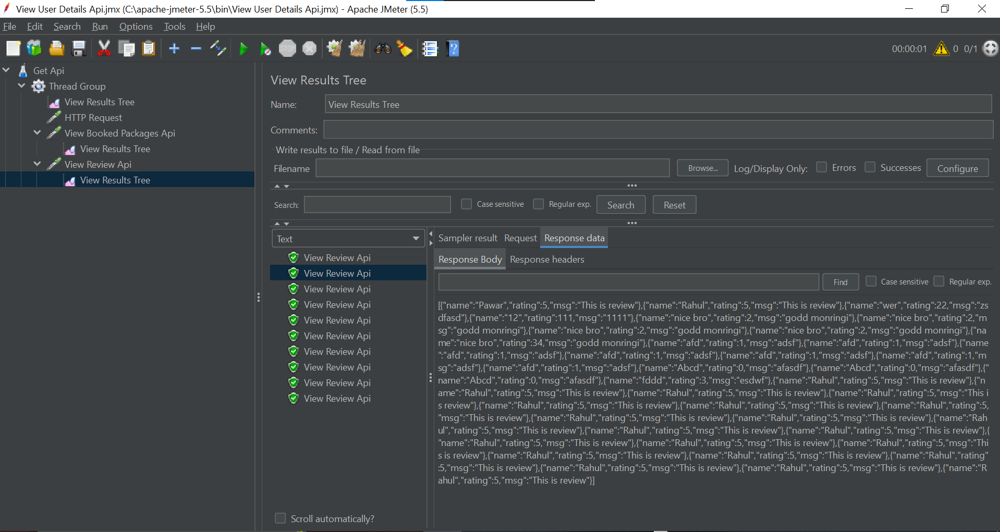 View User Details Api.jmx (C:\apache-jmeter-5.5\bin\View User Details Api.jmx) - Apache JMeter (5.5)
File Edit Search Run Options Tools Help
STOP
00:00:01 0 0/1
Get Api
Thread Group
View Results Tree
HTTP Request
View Booked Packages Api
View Results Tree
View Review Api
View Results Tree
View Results Tree
Name: View Results Tree
Comments:
Write results to file / Read from file
Filename Browse... Log/Display Only: Errors Successes Configure
Search: Case sensitive Regular exp. Search Reset
Text
View Review Api
View Review Api
View Review Api
View Review Api
View Review Api
View Review Api
View Review Api
View Review Api
View Review Api
View Review Api
Scroll automatically?
Sampler result Request Response data
Response Body Response headers
Find Case sensitive Regular exp.
[{"name":"Pawar","rating":5,"msg":"This is review"},{"name":"Rahul","rating":5,"msg":"This is review"},{"name":"wer","rating":22,"msg":"zs
dfasd"},{"name":"12","rating":111,"msg":"1111"},{"name":"nice bro","rating":2,"msg":"godd monringi"},{"name":"nice bro","rating":2,"m
sg":"godd monringi"},{"name":"nice bro","rating":2,"msg":"godd monringi"},{"name":"nice bro","rating":2,"msg":"godd monringi"},{"na
me":"nice bro","rating":34,"msg":"godd monringi"},{"name":"afd","rating":1,"msg":"adsf"},{"name":"afd","rating":1,"msg":"adsf"},{"name
":"afd","rating":1,"msg":"adsf"},{"name":"afd","rating":1,"msg":"adsf"},{"name":"afd","rating":1,"msg":"adsf"},{"name":"afd","rating":1,"m
sg":"adsf"},{"name":"afd","rating":1,"msg":"adsf"},{"name":"Abcd","rating":0,"msg":"afasdf"},{"name":"Abcd","rating":0,"msg":"afasdf"},{"
name":"Abcd","rating":0,"msg":"afasdf"},{"name":"fddd","rating":3,"msg":"esdwf"},{"name":"Rahul","rating":5,"msg":"This is review"},{"n
ame":"Rahul","rating":5,"msg":"This is review"},{"name":"Rahul","rating":5,"msg":"This is review"},{"name":"Rahul","rating":5,"msg":"This i
s review"},{"name":"Rahul","rating":5,"msg":"This is review"},{"name":"Rahul","rating":5,"msg":"This is review"},{"name":"Rahul","rating":5,
"msg":"This is review"},{"name":"Rahul","rating":5,"msg":"This is review"},{"name":"Rahul","rating":5,"msg":"This is review"},{"name":"Rah
ul","rating":5,"msg":"This is review"},{"name":"Rahul","rating":5,"msg":"This is review"},{"name":"Rahul","rating":5,"msg":"This is review"},{
"name":"Rahul","rating":5,"msg":"This is review"},{"name":"Rahul","rating":5,"msg":"This is review"},{"name":"Rahul","rating":5,"msg":"Thi
s is review"},{"name":"Rahul","rating":5,"msg":"This is review"},{"name":"Rahul","rating":5,"msg":"This is review"},{"name":"Rahul","rating"
:5,"msg":"This is review"},{"name":"Rahul","rating":5,"msg":"This is review"},{"name":"Rahul","rating":5,"msg":"This is review"},{"name":"R
ahul","rating":5,"msg":"This is review"}]